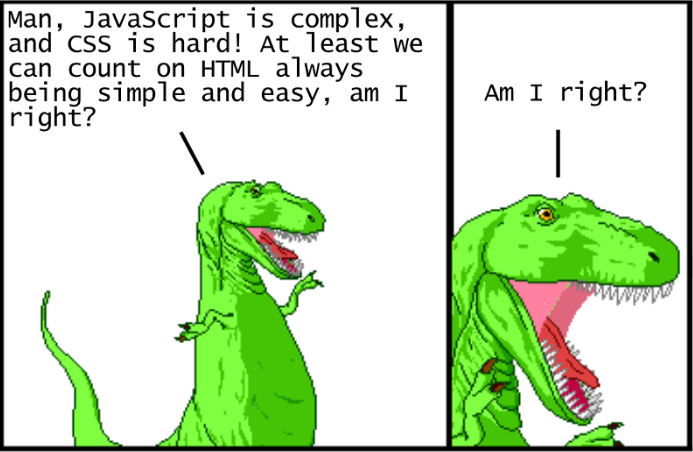 Man, JavaScript is complex,
and CSS is hard! At least we
can count on HTML always
being simple and easy, am I
right?
Am I right?